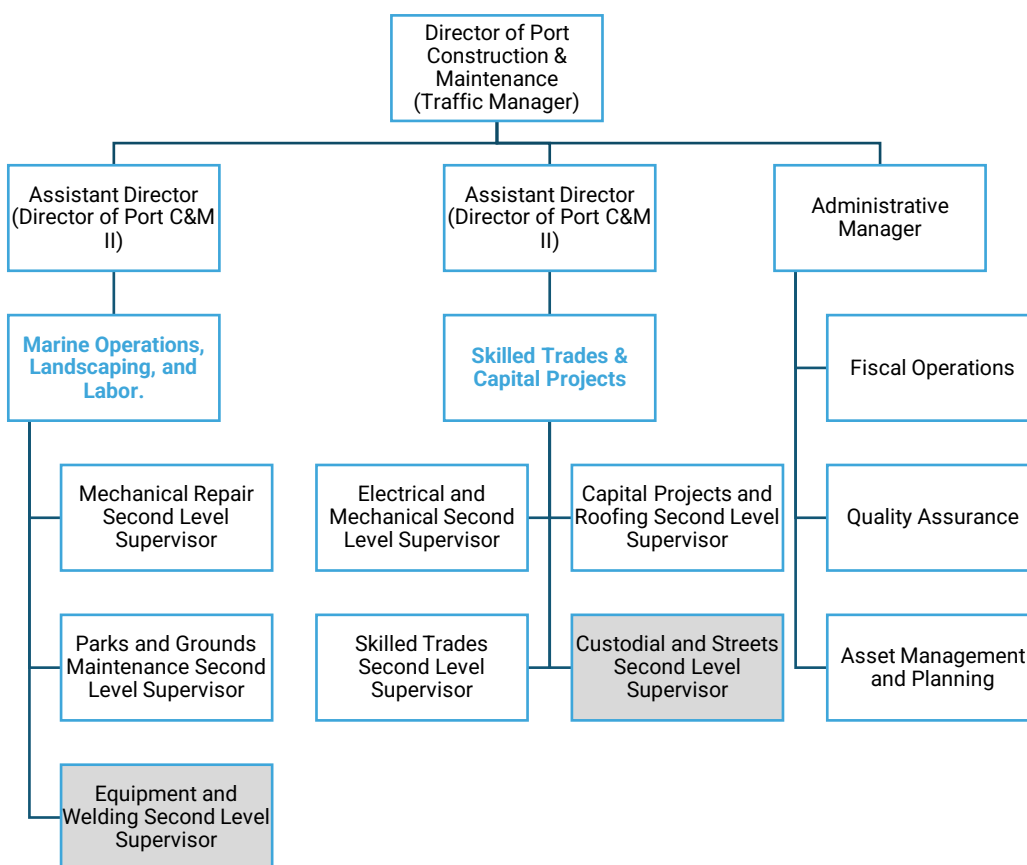 Director of Port
Construction &
Maintenance
(Traffic Manager)
Assistant Director
(Director of Port C&M
II)
Assistant Director
(Director of Port C&M
II)
Administrative
Manager
Marine Operations,
Landscaping, and
Labor.
Skilled Trades &
Capital Projects
Fiscal Operations
Mechanical Repair
Second Level
Supervisor
Electrical and
Mechanical Second
Level Supervisor
Capital Projects and
Roofing Second Level
Supervisor
Quality Assurance
Parks and Grounds
Maintenance Second
Level Supervisor
Skilled Trades
Second Level
Supervisor
Custodial and Streets
Second Level
Supervisor
Asset Management
and Planning
Equipment and
Welding Second Level
Supervisor